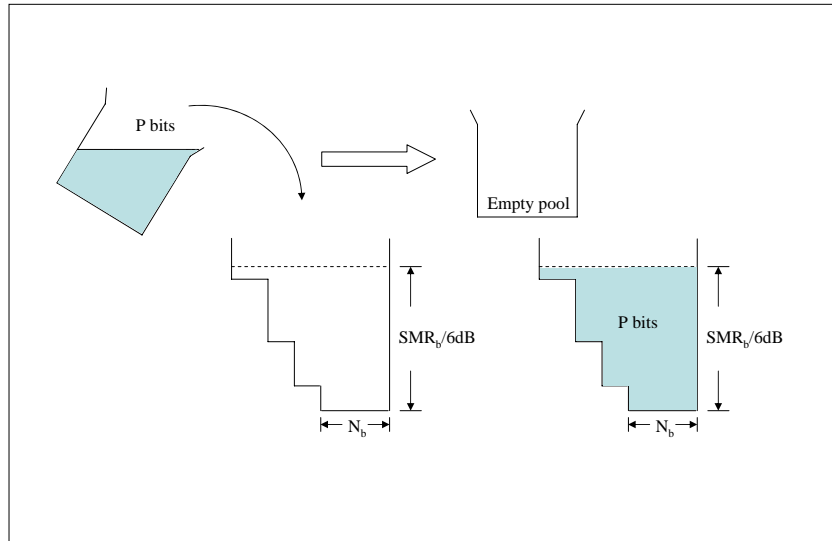 P bits
Empty pool
P bits
SMR_b/6dB
SMR_b/6dB
N_b
N_b